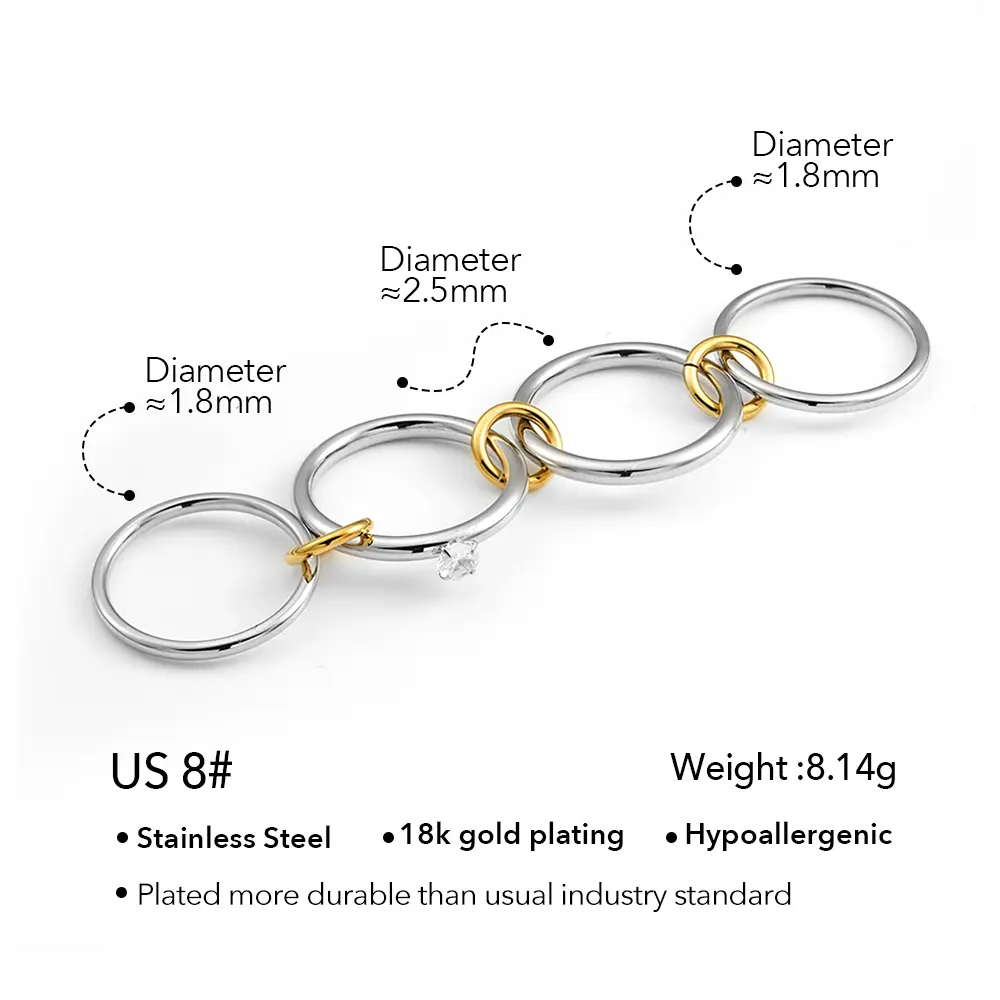 Diameter
≈1.8mm
Diameter
≈2.5mm
Diameter
≈1.8mm
US 8#
Weight :8.14g
• Stainless Steel
•18k gold plating
• Hypoallergenic
• Plated more durable than usual industry standard